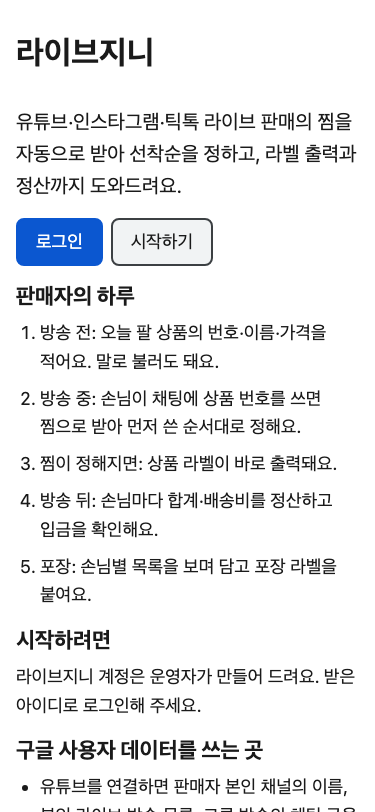 라이브지니
유튜브·인스타그램·틱톡 라이브 판매의 찜을
자동으로 받아 선착순을 정하고, 라벨 출력과
정산까지 도와드려요.
로그인
시작하기
판매자의 하루
1. 방송 전: 오늘 팔 상품의 번호·이름·가격을
적어요. 말로 불러도 돼요.
2. 방송 중: 손님이 채팅에 상품 번호를 쓰면
찜으로 받아 먼저 쓴 순서대로 정해요.
3. 찜이 정해지면: 상품 라벨이 바로 출력돼요.
4. 방송 뒤: 손님마다 합계·배송비를 정산하고
입금을 확인해요.
5. 포장: 손님별 목록을 보며 담고 포장 라벨을
붙여요.
시작하려면
라이브지니 계정은 운영자가 만들어 드려요. 받은
아이디로 로그인해 주세요.
구글 사용자 데이터를 쓰는 곳
• 유튜브를 연결하면 판매자 본인 채널의 이름,